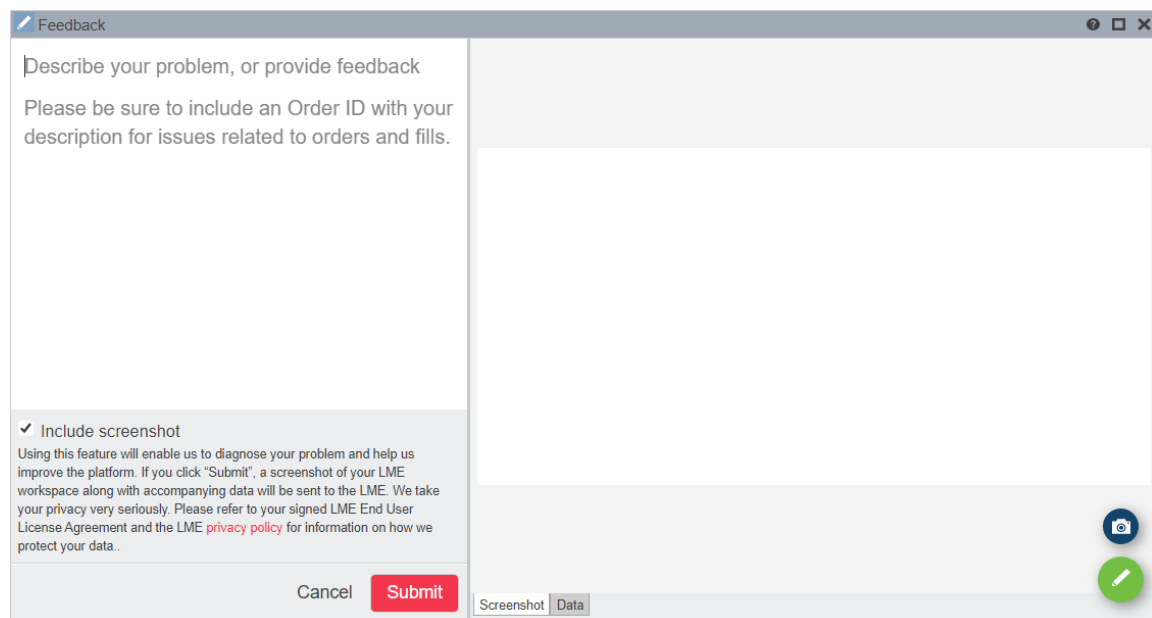 Feedback
Describe your problem, or provide feedback
Please be sure to include an Order ID with your
description for issues related to orders and fills.
Include screenshot
Using this feature will enable us to diagnose your problem and help us
improve the platform. If you click “Submit”, a screenshot of your LME
workspace along with accompanying data will be sent to the LME. We take
your privacy very seriously. Please refer to your signed LME End User
License Agreement and the LME privacy policy for information on how we
protect your data..
Cancel Submit
Screenshot Data